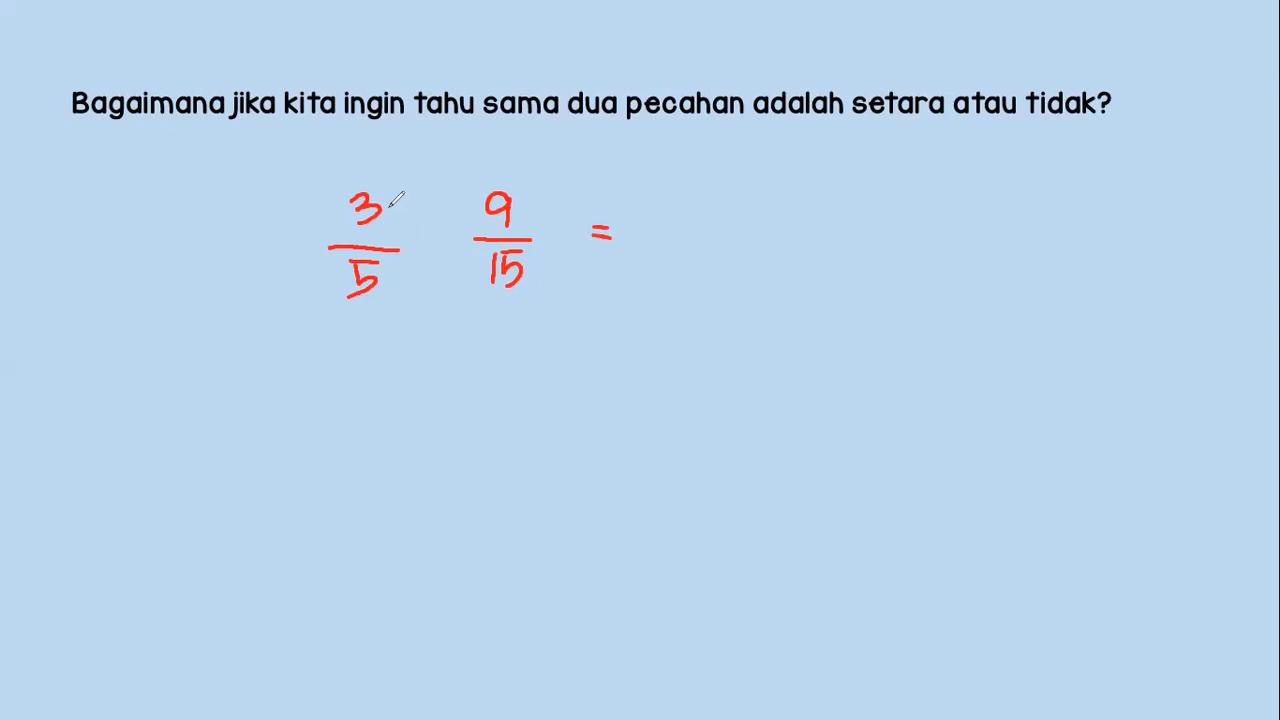 Bagaimana jika kita ingin tahu sama dua pecahan adalah setara atau tidak?
3 9
— — =
5 15